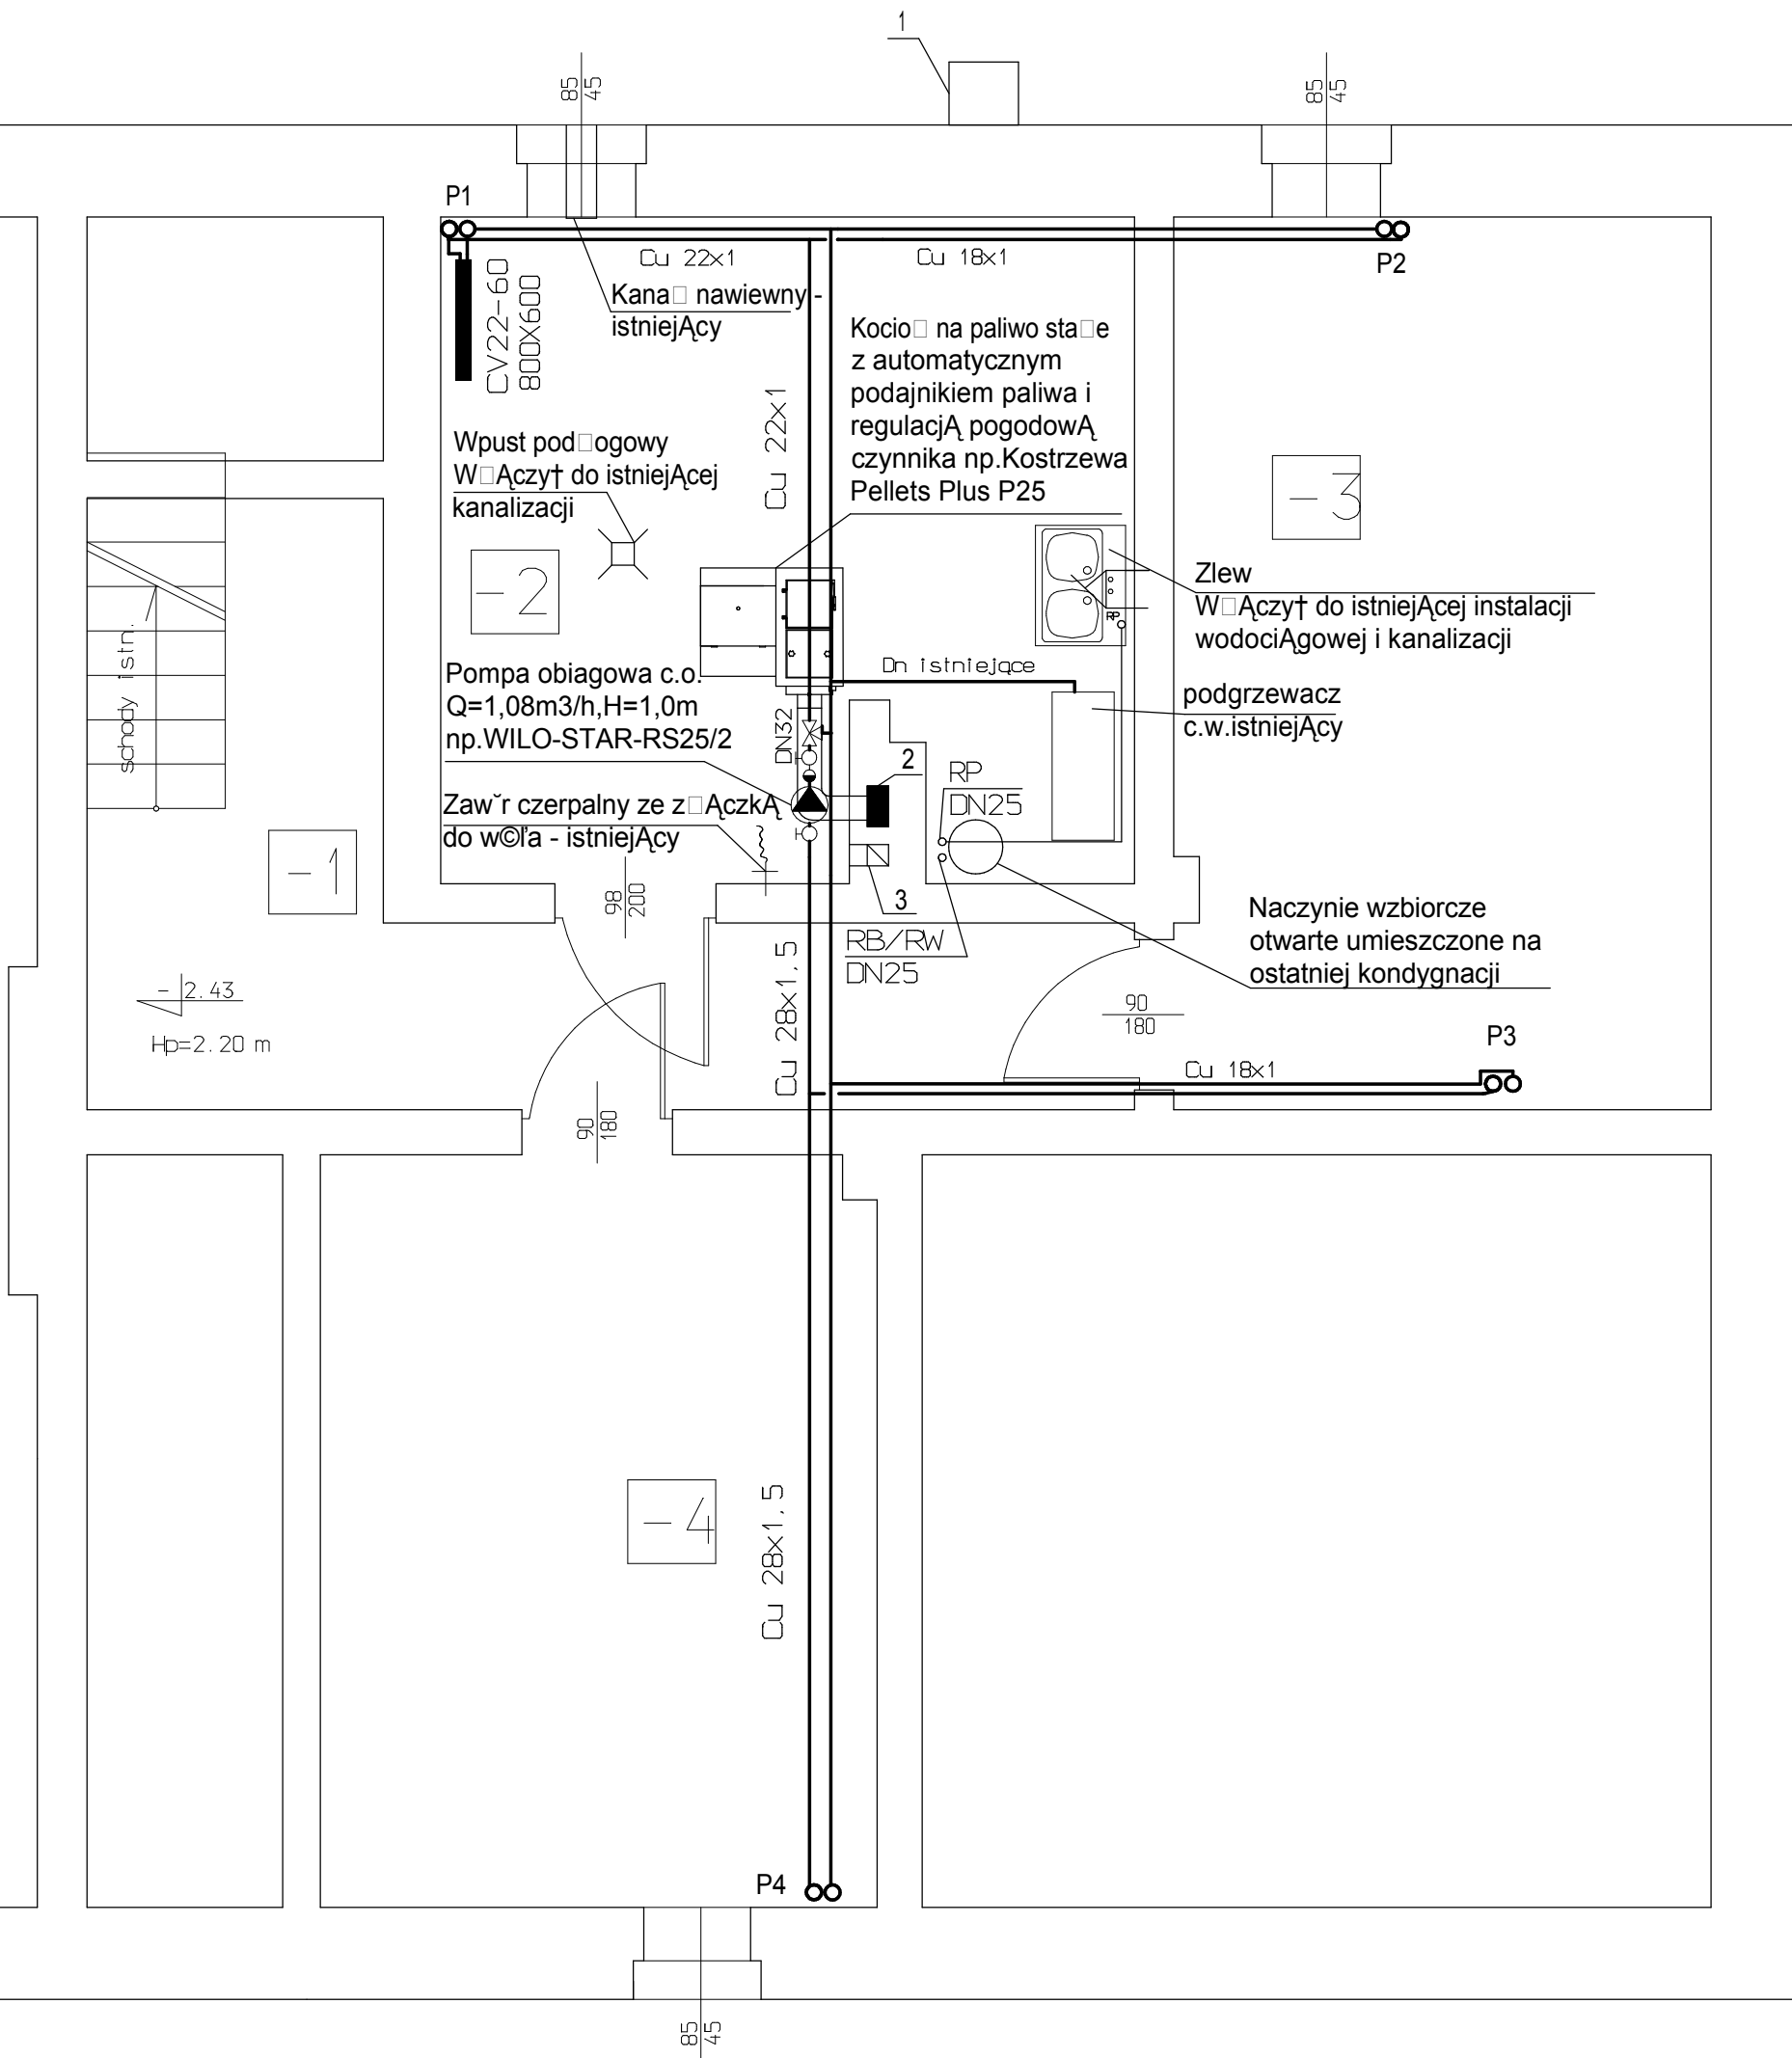 1
85
45
85
45
P1
P2
Cu 22x1
Cu 18x1
CV22-60
800X600
Kana□ nawiewny -
istniejĄcy
Kocio□ na paliwo sta□e
z automatycznym
podajnikiem paliwa i
regulacjĄ pogodowĄ
czynnika np.Kostrzewa
Pellets Plus P25
Cu 22x1
Wpust pod□ogowy
W□Ączy† do istniejĄcej
kanalizacji
-2
-3
Zlew
W□Ączy† do istniejĄcej instalacji
wodociĄgowej i kanalizacji
RP
schody istn.
Pompa obiagowa c.o.
Q=1,08m3/h,H=1,0m
np.WILO-STAR-RS25/2
Dn istniejące
podgrzewacz
c.w.istniejĄcy
DN32
2
RP
DN25
Zawˇr czerpalny ze z□ĄczkĄ
do w©ľa - istniejĄcy
-1
98
200
3
RB/RW
DN25
Naczynie wzbiorcze
otwarte umieszczone na
ostatniej kondygnacji
- 2.43
Hp=2.20 m
Cu 28x1,5
90
180
P3
Cu 18x1
90
180
-4
Cu 28x1,5
P4
85
45